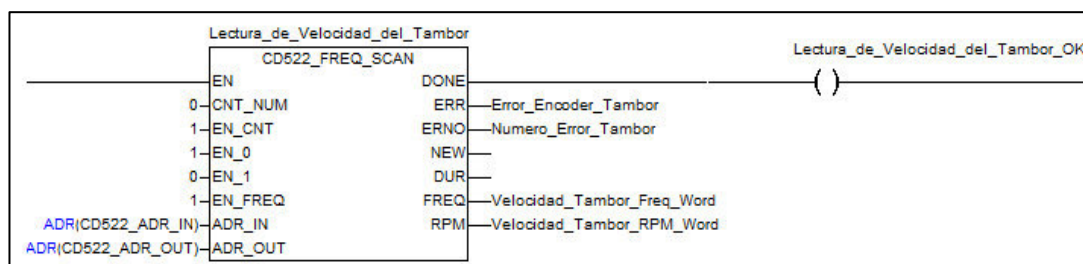 Lectura_de_Velocidad_del_Tambor
CD522_FREQ_SCAN
Lectura_de_Velocidad_del_Tambor_OK
EN DONE
0 CNT_NUM ERR Error_Encoder_Tambor
1 EN_CNT ERNO Numero_Error_Tambor
1 EN_0 NEW
0 EN_1 DUR
1 EN_FREQ FREQ Velocidad_Tambor_Freq_Word
ADR(CD522_ADR_IN) ADR_IN RPM Velocidad_Tambor_RPM_Word
ADR(CD522_ADR_OUT) ADR_OUT